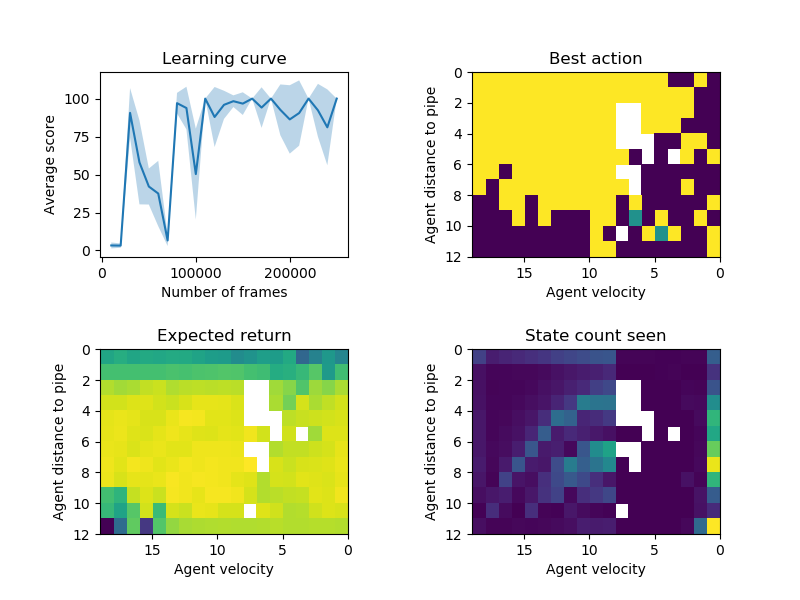 Learning curve
Average score
100
75
50
25
0
0 100000 200000
Number of frames
Best action
Agent distance to pipe
0
2
4
6
8
10
12
15 10 5 0
Agent velocity
Expected return
Agent distance to pipe
0
2
4
6
8
10
12
15 10 5 0
Agent velocity
State count seen
Agent distance to pipe
0
2
4
6
8
10
12
15 10 5 0
Agent velocity